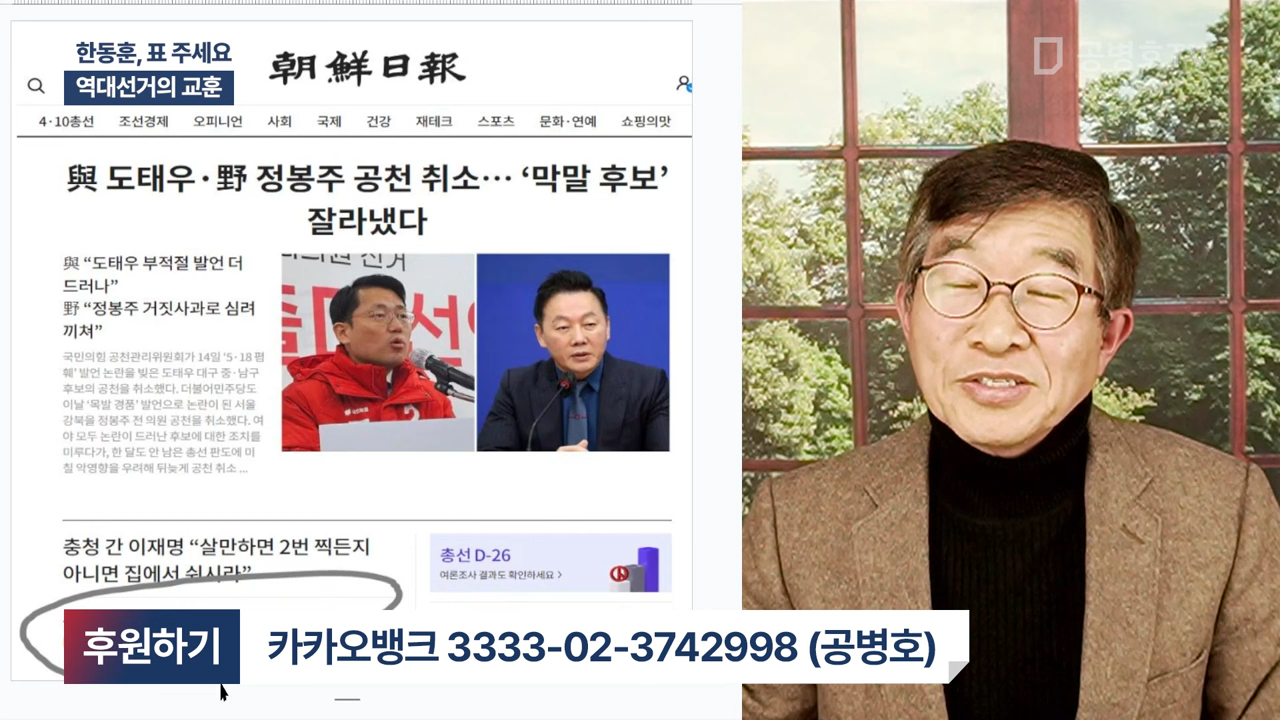 한동훈, 표 주세요
역대선거의 교훈
朝鮮日報
4·10총선 조선경제 오피니언 사회 국제 건강 재테크 스포츠 문화·연예 쇼핑의맛
與 도태우·野 정봉주 공천 취소… ‘막말 후보’
잘라냈다
與 “도태우 부적절 발언 더
드러나”
野 “정봉주 거짓사과로 심려
끼쳐”
국민의힘 공천관리위원회가 14일 ‘5·18 폄
훼’ 발언 논란을 빚은 도태우 대구 중·남구
후보의 공천을 취소했다. 더불어민주당도
이날 ‘목발 경품’ 발언으로 논란이 된 서울
강북을 정봉주 전 의원 공천을 취소했다. 여
야 모두 논란이 드러난 후보에 대한 조치를
미루다가, 한 달도 안 남은 총선 판도에 미
칠 악영향을 우려해 뒤늦게 공천 취소 ...
충청 간 이재명 “살만하면 2번 찍든지
아니면 집에서 쉬시라”
총선 D-26
여론조사 결과도 확인하세요 >
공병호
후원하기
카카오뱅크 3333-02-3742998 (공병호)